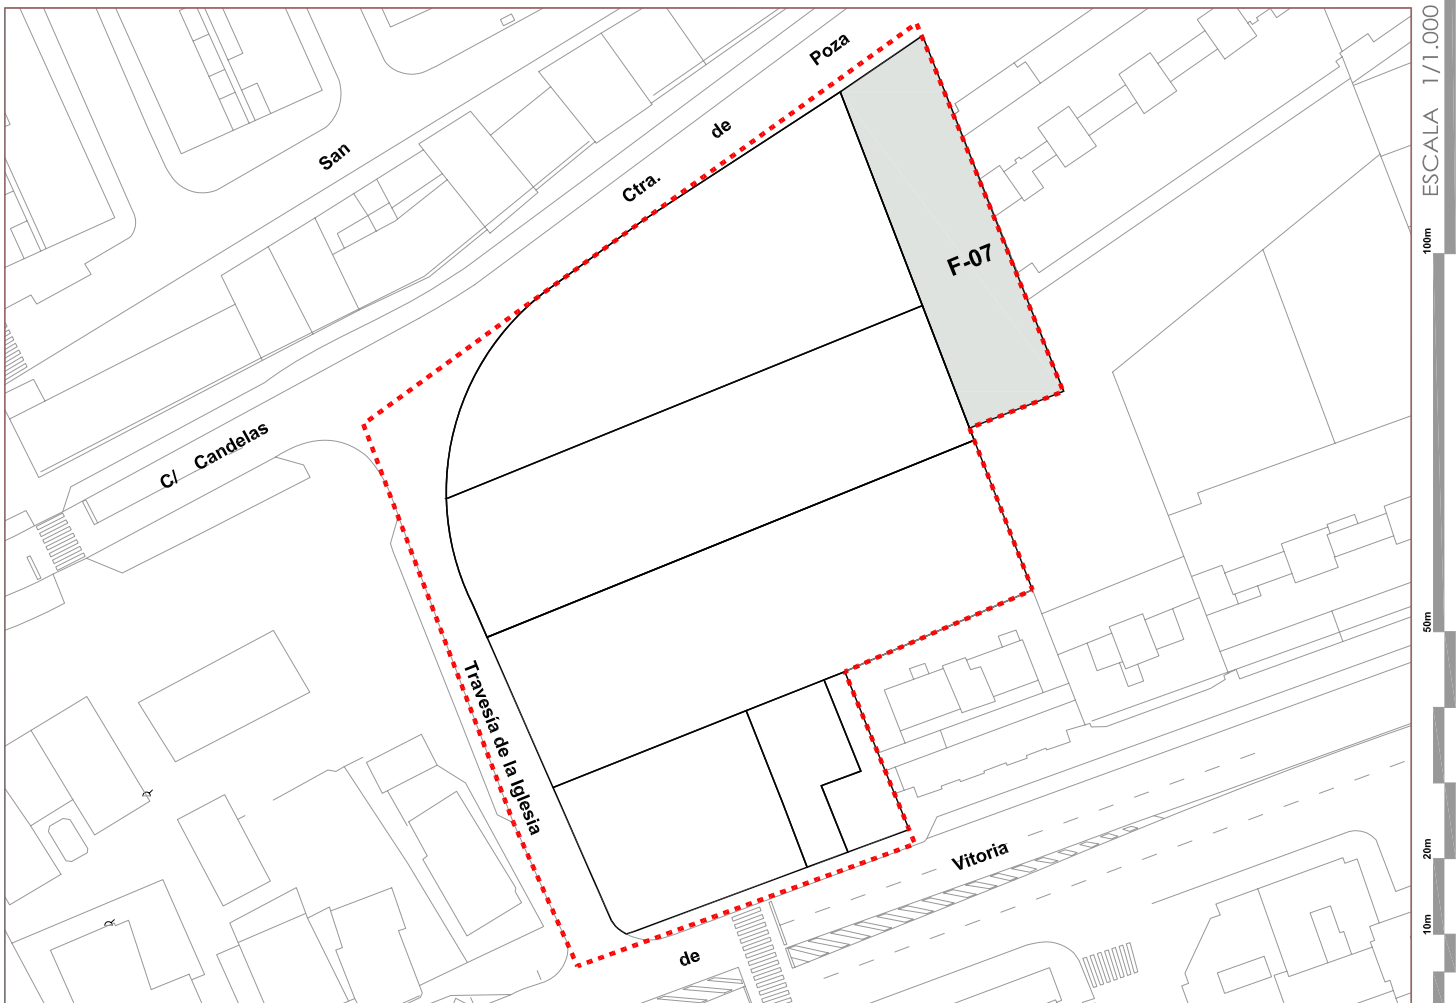 Poza
de
San
Ctra.
F-07
C/ Candelas
Travesía de la Iglesia
Vitoria
de
ESCALA 1/1.000
100m
50m
20m
10m